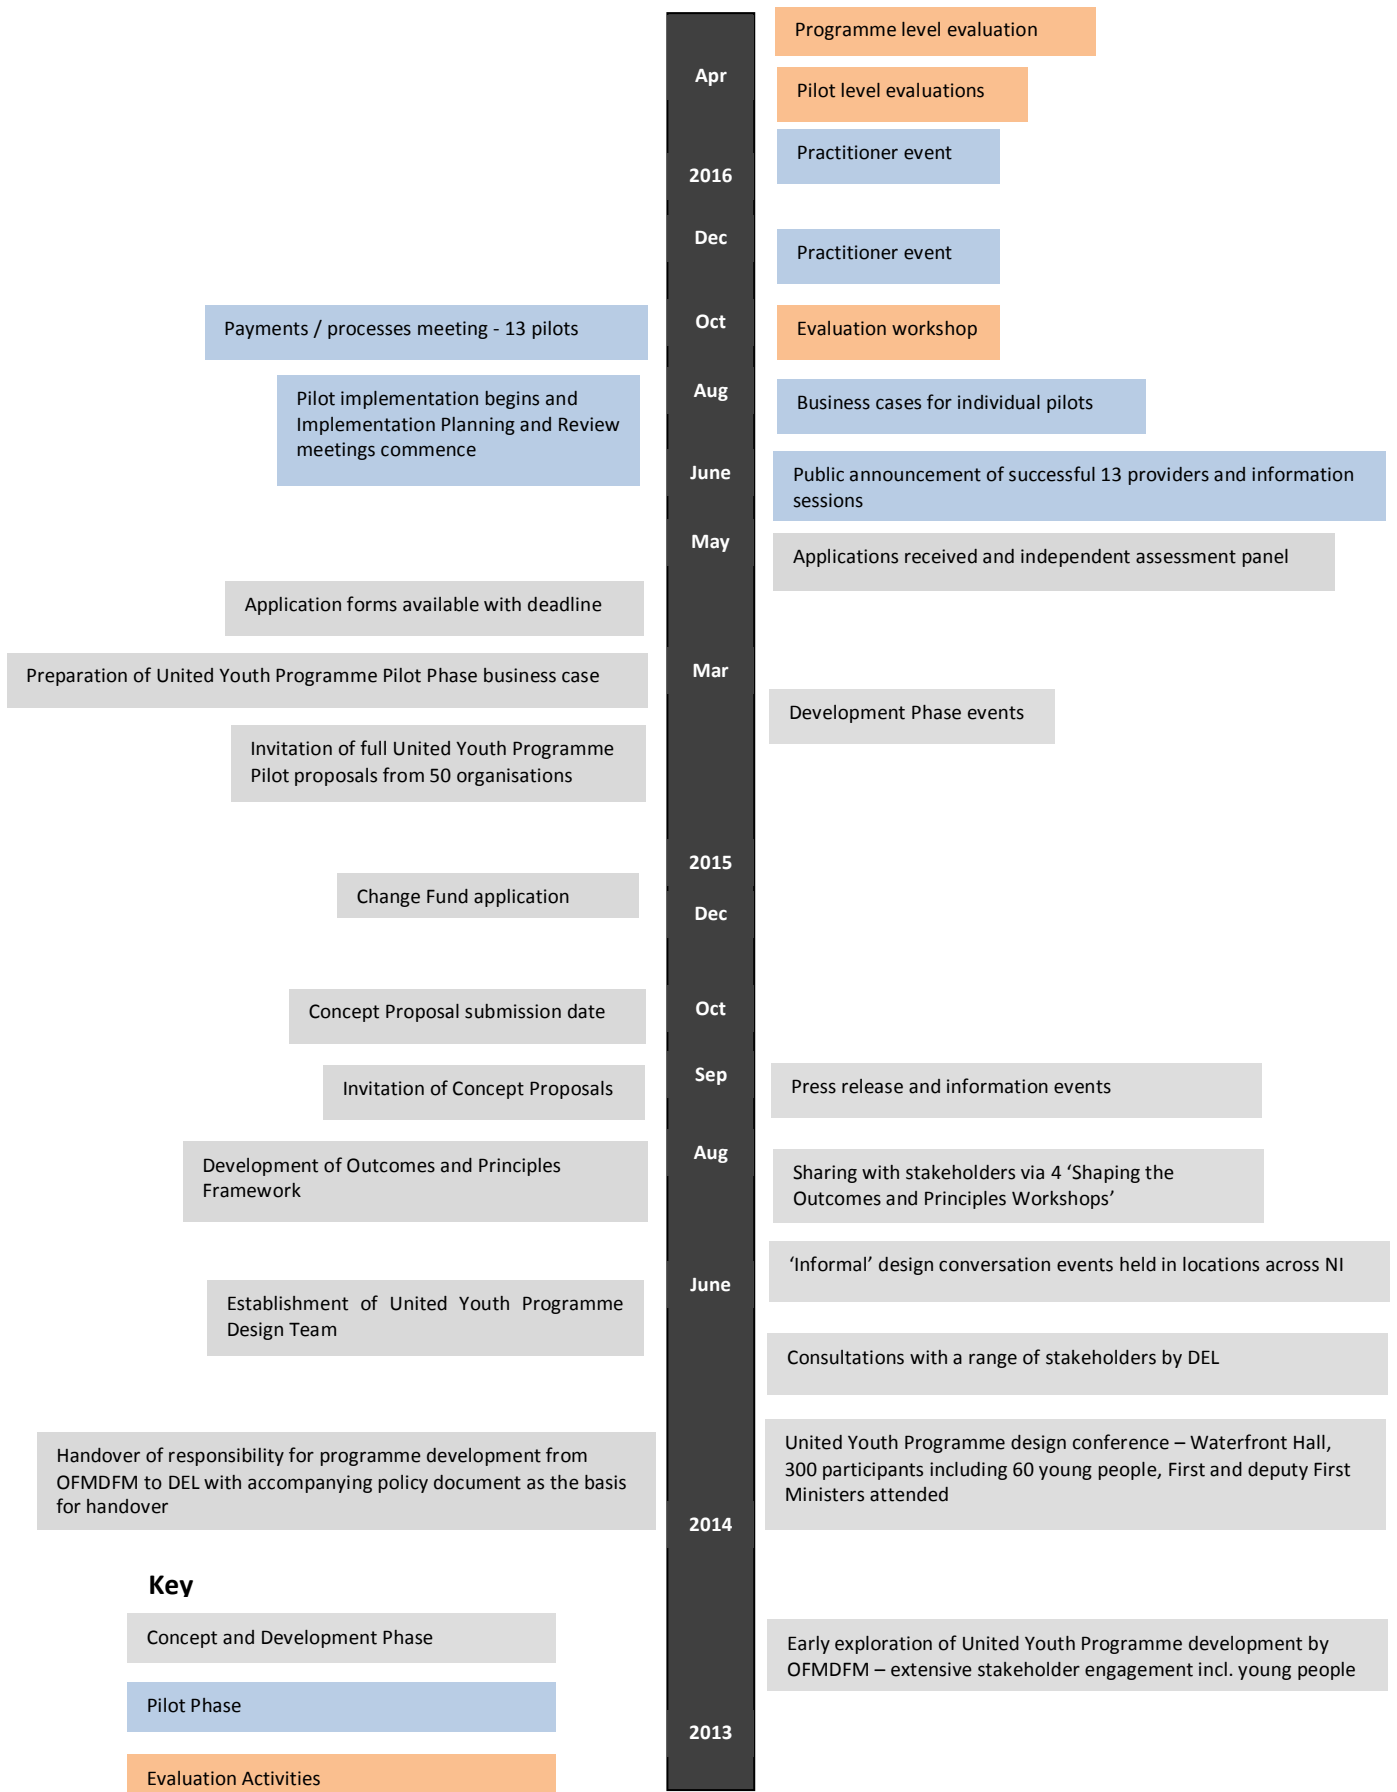 Programme level evaluation
Apr
Pilot level evaluations
Practitioner event
2016
Dec
Practitioner event
Payments / processes meeting - 13 pilots
Oct
Evaluation workshop
Pilot implementation begins and
Implementation Planning and Review
meetings commence
Aug
Business cases for individual pilots
June
Public announcement of successful 13 providers and information
sessions
May
Applications received and independent assessment panel
Application forms available with deadline
Preparation of United Youth Programme Pilot Phase business case
Mar
Development Phase events
Invitation of full United Youth Programme
Pilot proposals from 50 organisations
2015
Change Fund application
Dec
Concept Proposal submission date
Oct
Sep
Invitation of Concept Proposals
Press release and information events
Aug
Development of Outcomes and Principles
Framework
Sharing with stakeholders via 4 ‘Shaping the
Outcomes and Principles Workshops’
‘Informal’ design conversation events held in locations across NI
June
Establishment of United Youth Programme
Design Team
Consultations with a range of stakeholders by DEL
Handover of responsibility for programme development from
OFMDFM to DEL with accompanying policy document as the basis
for handover
United Youth Programme design conference – Waterfront Hall,
300 participants including 60 young people, First and deputy First
Ministers attended
2014
Key
Concept and Development Phase
Early exploration of United Youth Programme development by
OFMDFM – extensive stakeholder engagement incl. young people
Pilot Phase
2013
Evaluation Activities